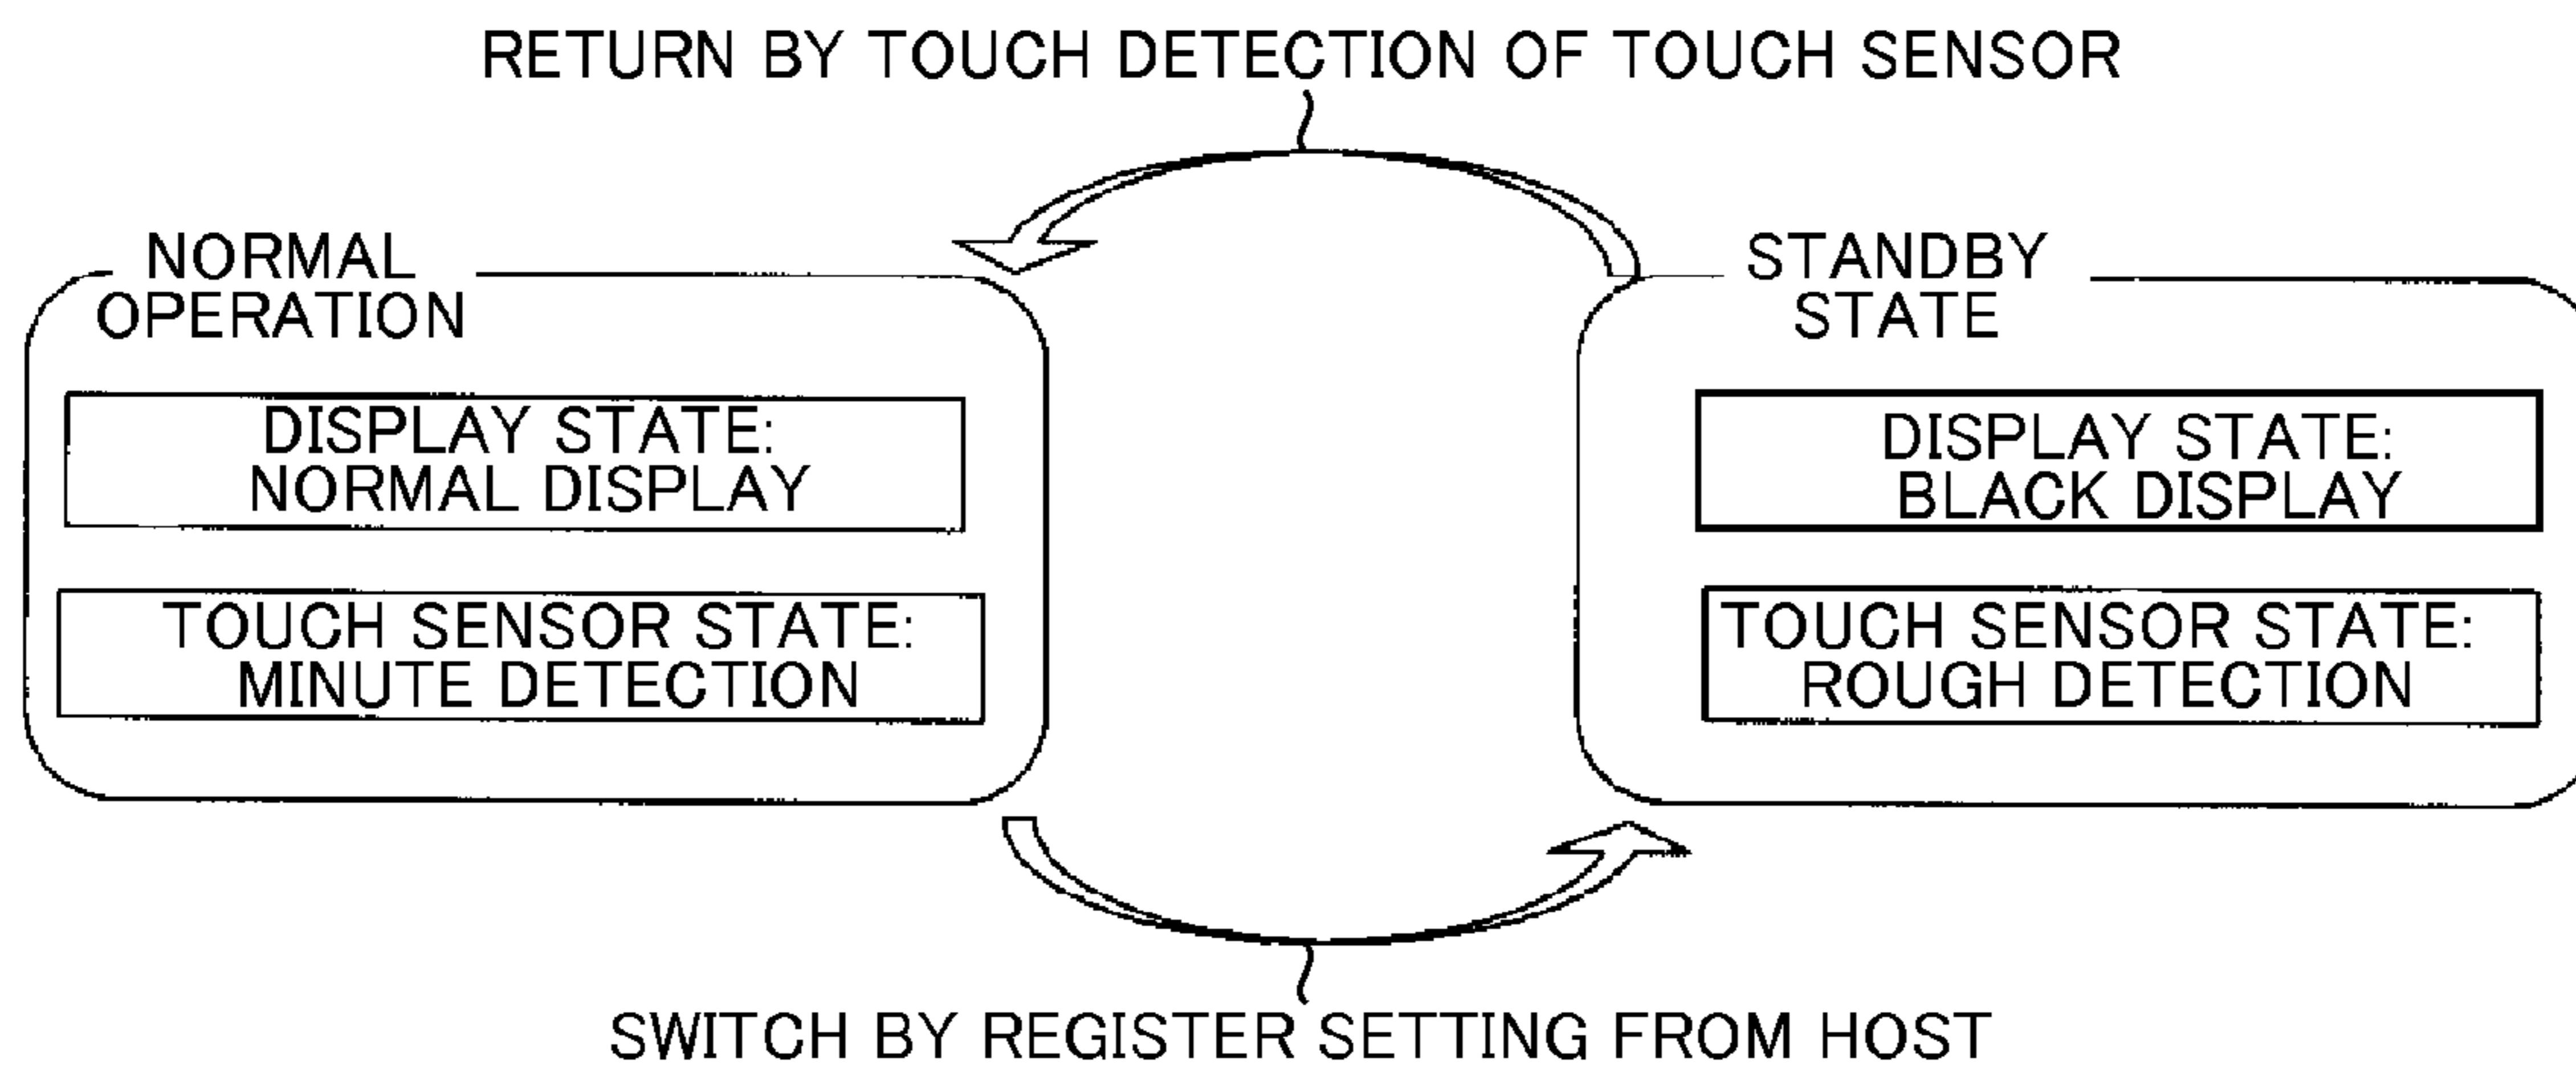 RETURN BY TOUCH DETECTION OF TOUCH SENSOR
NORMAL
OPERATION
DISPLAY STATE:
NORMAL DISPLAY
TOUCH SENSOR STATE:
MINUTE DETECTION
STANDBY
STATE
DISPLAY STATE:
BLACK DISPLAY
TOUCH SENSOR STATE:
ROUGH DETECTION
SWITCH BY REGISTER SETTING FROM HOST